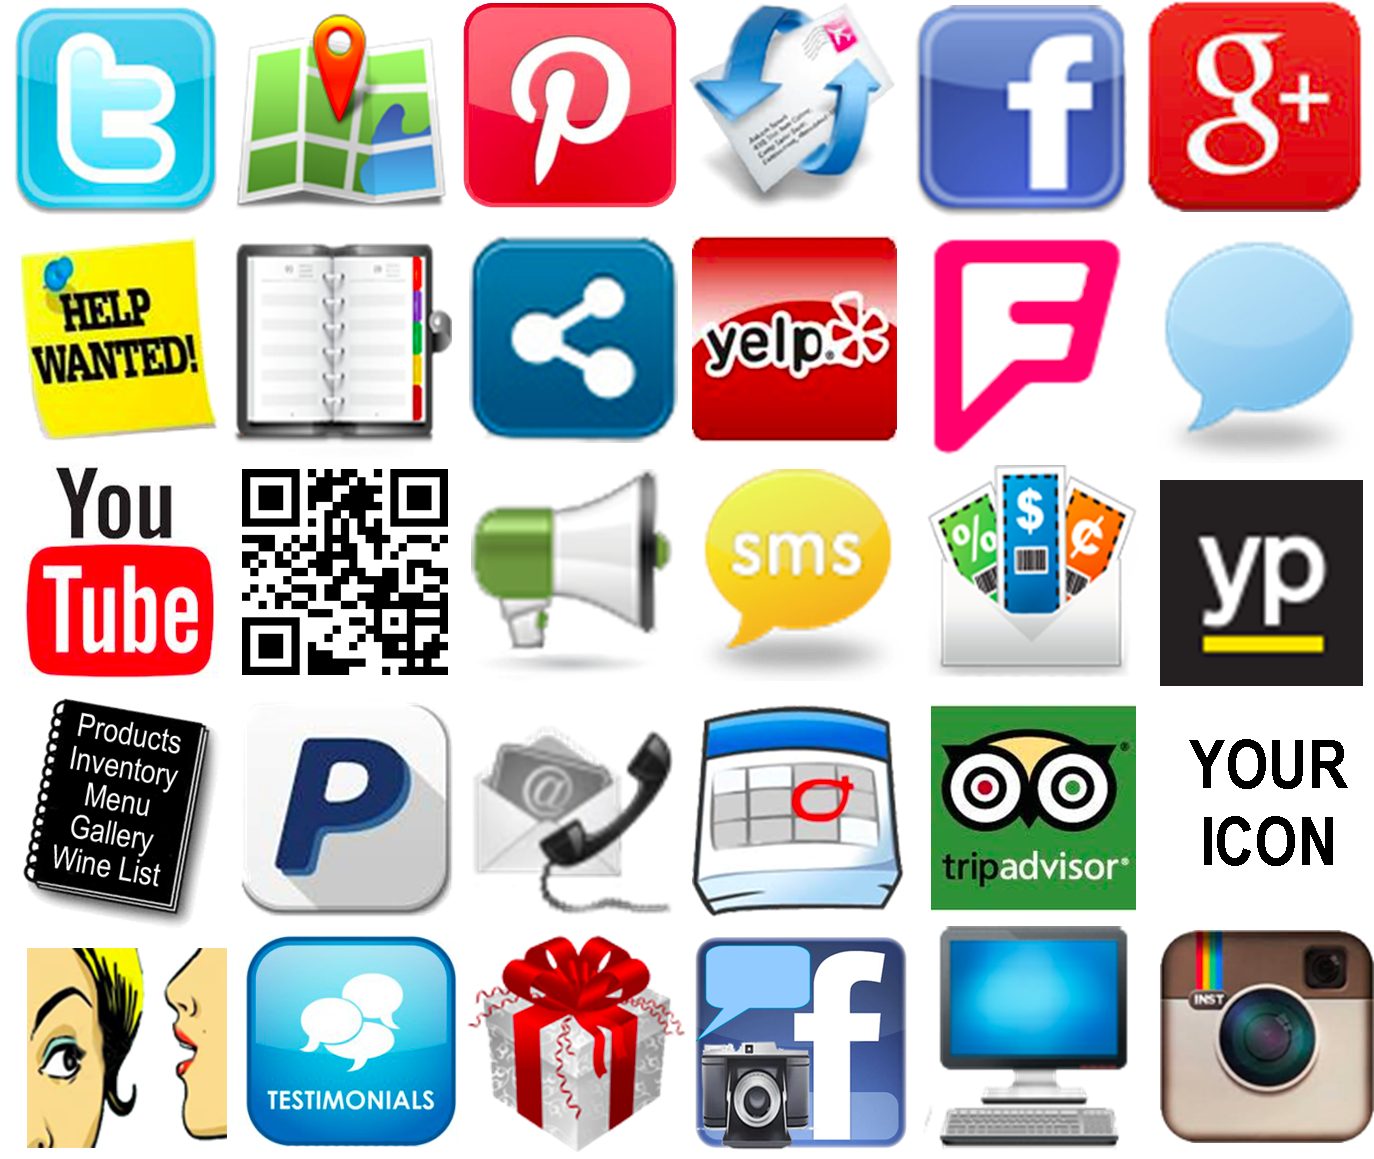 t
f
g+
HELP
WANTED!
yelp
F
You
Tube
sms
%
$
¢
yp
Products
Inventory
Menu
Gallery
Wine List
P
@
tripadvisor®
YOUR
ICON
TESTIMONIALS
f
INST